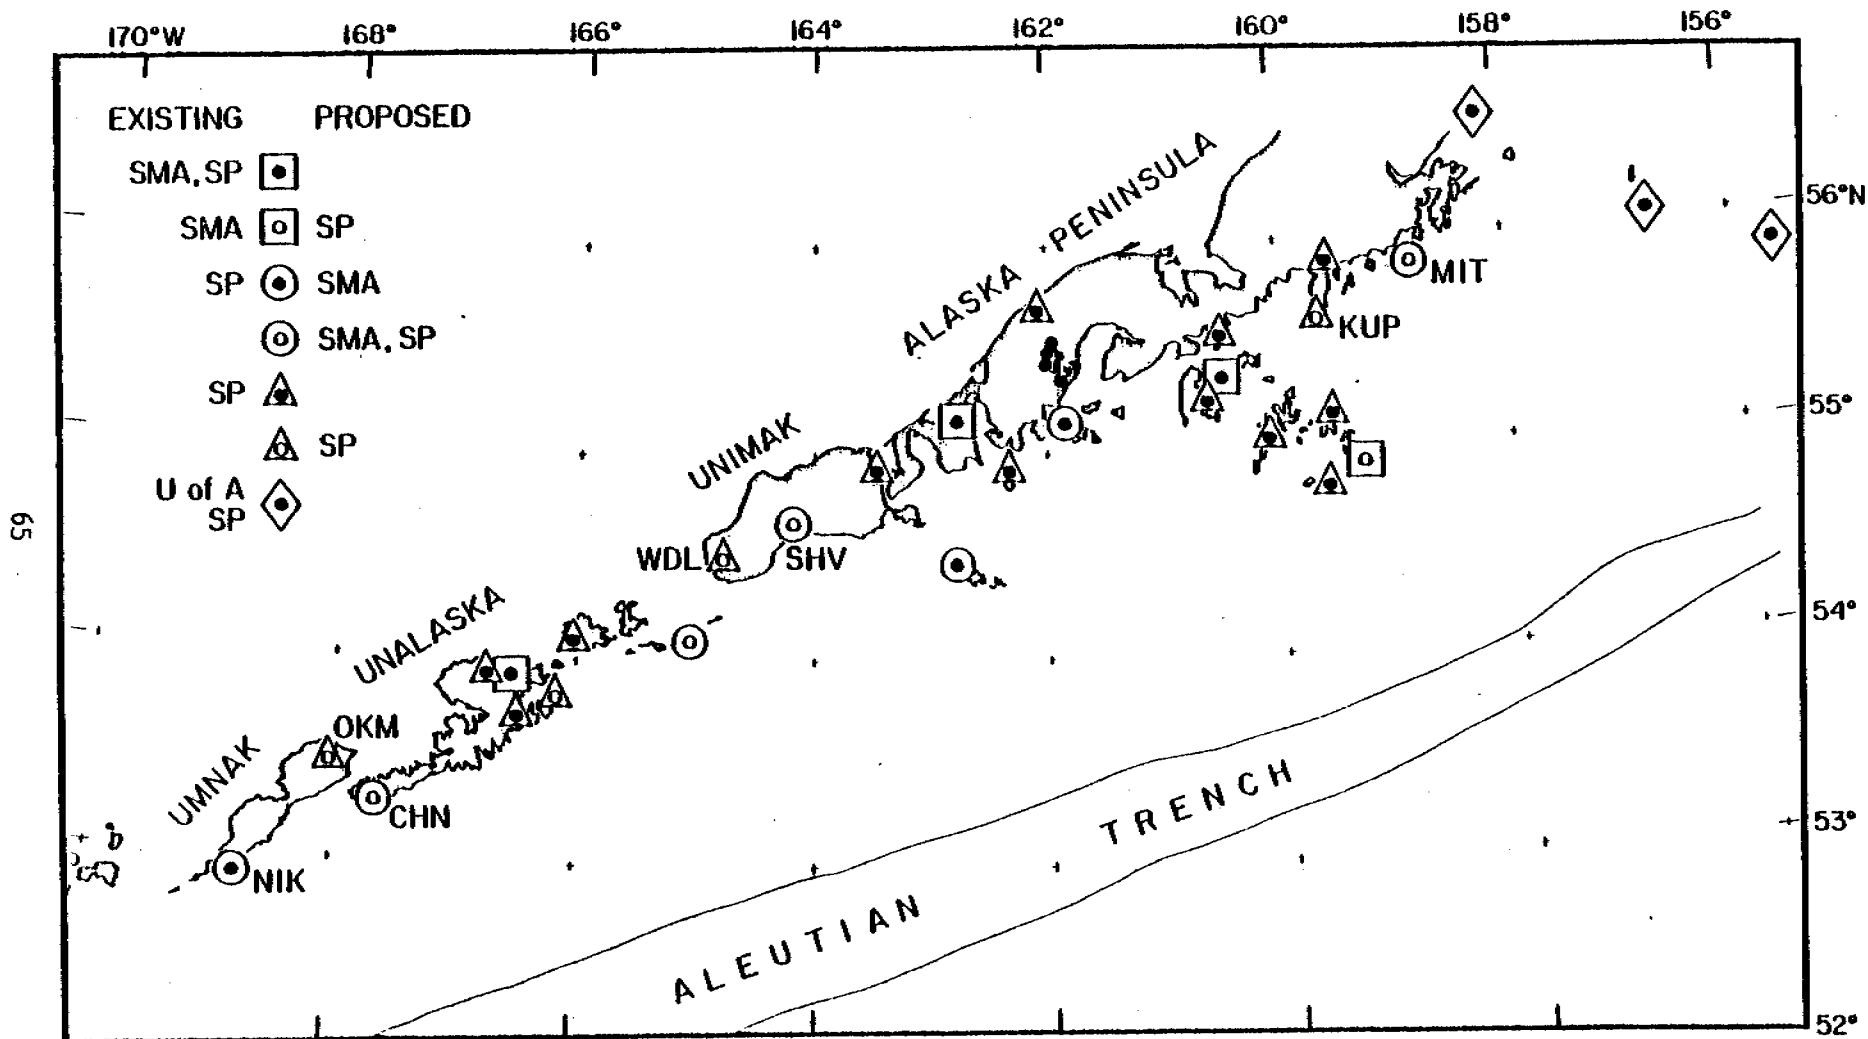 170°W 168° 166° 164° 162° 160° 158° 156°
EXISTING PROPOSED
SMA, SP
SMA SP
SP SMA
SMA, SP
SP
SP
U of A
SP
ALASKA PENINSULA
56°N
MIT
KUP
55°
UNIMAK
WDL
SHV
54°
UNALASKA
OKM
UMNAK
CHN
53°
NIK
ALEUTIAN TRENCH
52°
65